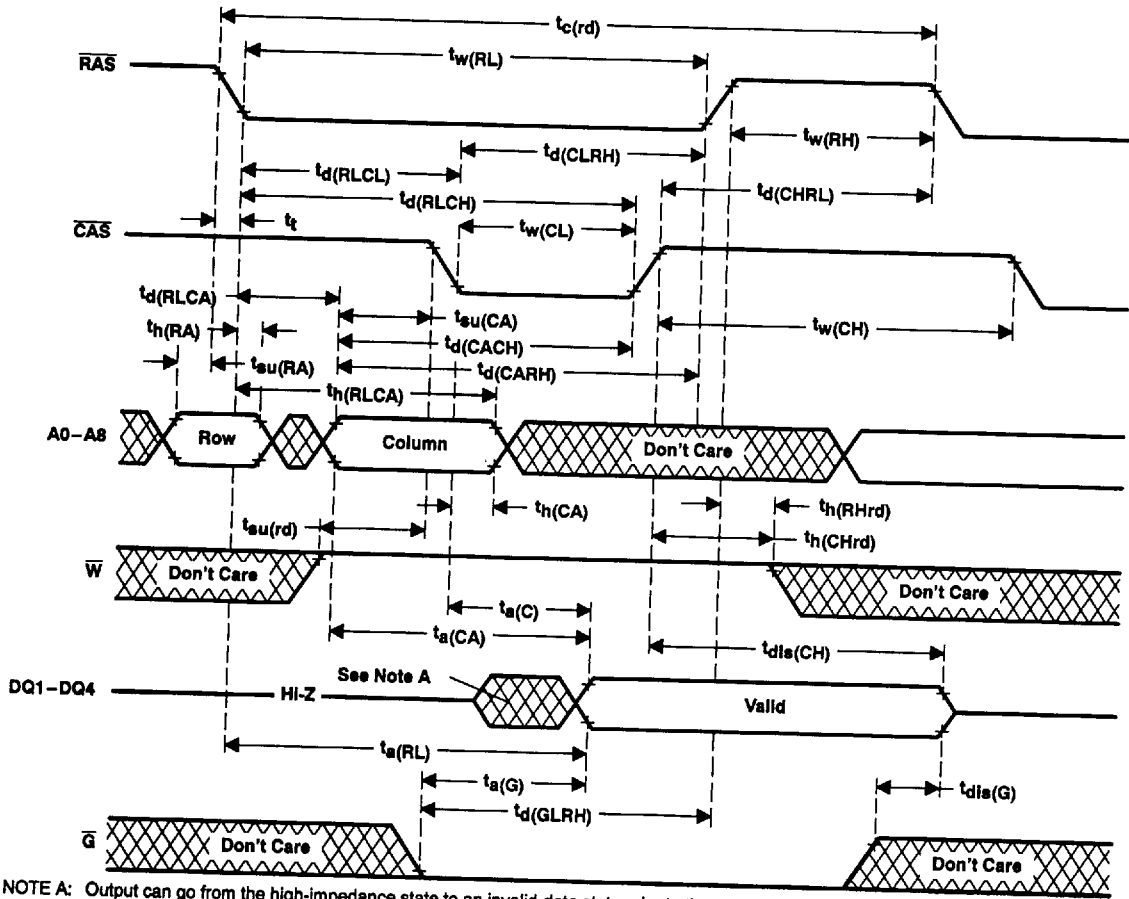 tc(rd)
tw(RL)
RAS
tw(RH)
td(CLRH)
td(RLCL)
td(CHRL)
td(RLCH)
tt
CAS
tw(CL)
td(RLCA)
tsu(CA)
tw(CH)
th(RA)
td(CACH)
tsu(RA)
td(CARH)
th(RLCA)
A0–A8
Row
Column
Don't Care
th(CA)
th(RHrd)
tsu(rd)
th(CHrd)
W
Don't Care
Don't Care
ta(C)
ta(CA)
tdis(CH)
See Note A
DQ1–DQ4
Hi-Z
Valid
ta(RL)
ta(G)
tdis(G)
td(GLRH)
G
Don't Care
Don't Care
NOTE A: Output can go from the high-impedance state to an invalid data state